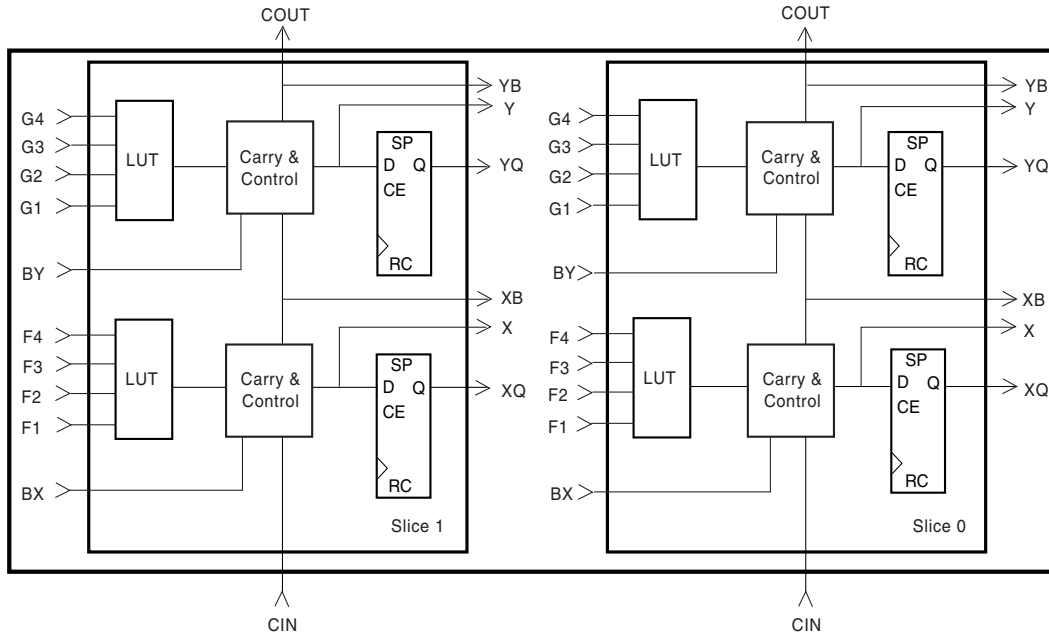 COUT
YB
Y
G4
G3
G2
G1
LUT
Carry &
Control
SP
D Q
CE
RC
YQ
BY
XB
X
F4
F3
F2
F1
LUT
Carry &
Control
SP
D Q
CE
RC
XQ
BX
Slice 1
CIN
COUT
YB
Y
G4
G3
G2
G1
LUT
Carry &
Control
SP
D Q
CE
RC
YQ
BY
XB
X
F4
F3
F2
F1
LUT
Carry &
Control
SP
D Q
CE
RC
XQ
BX
Slice 0
CIN